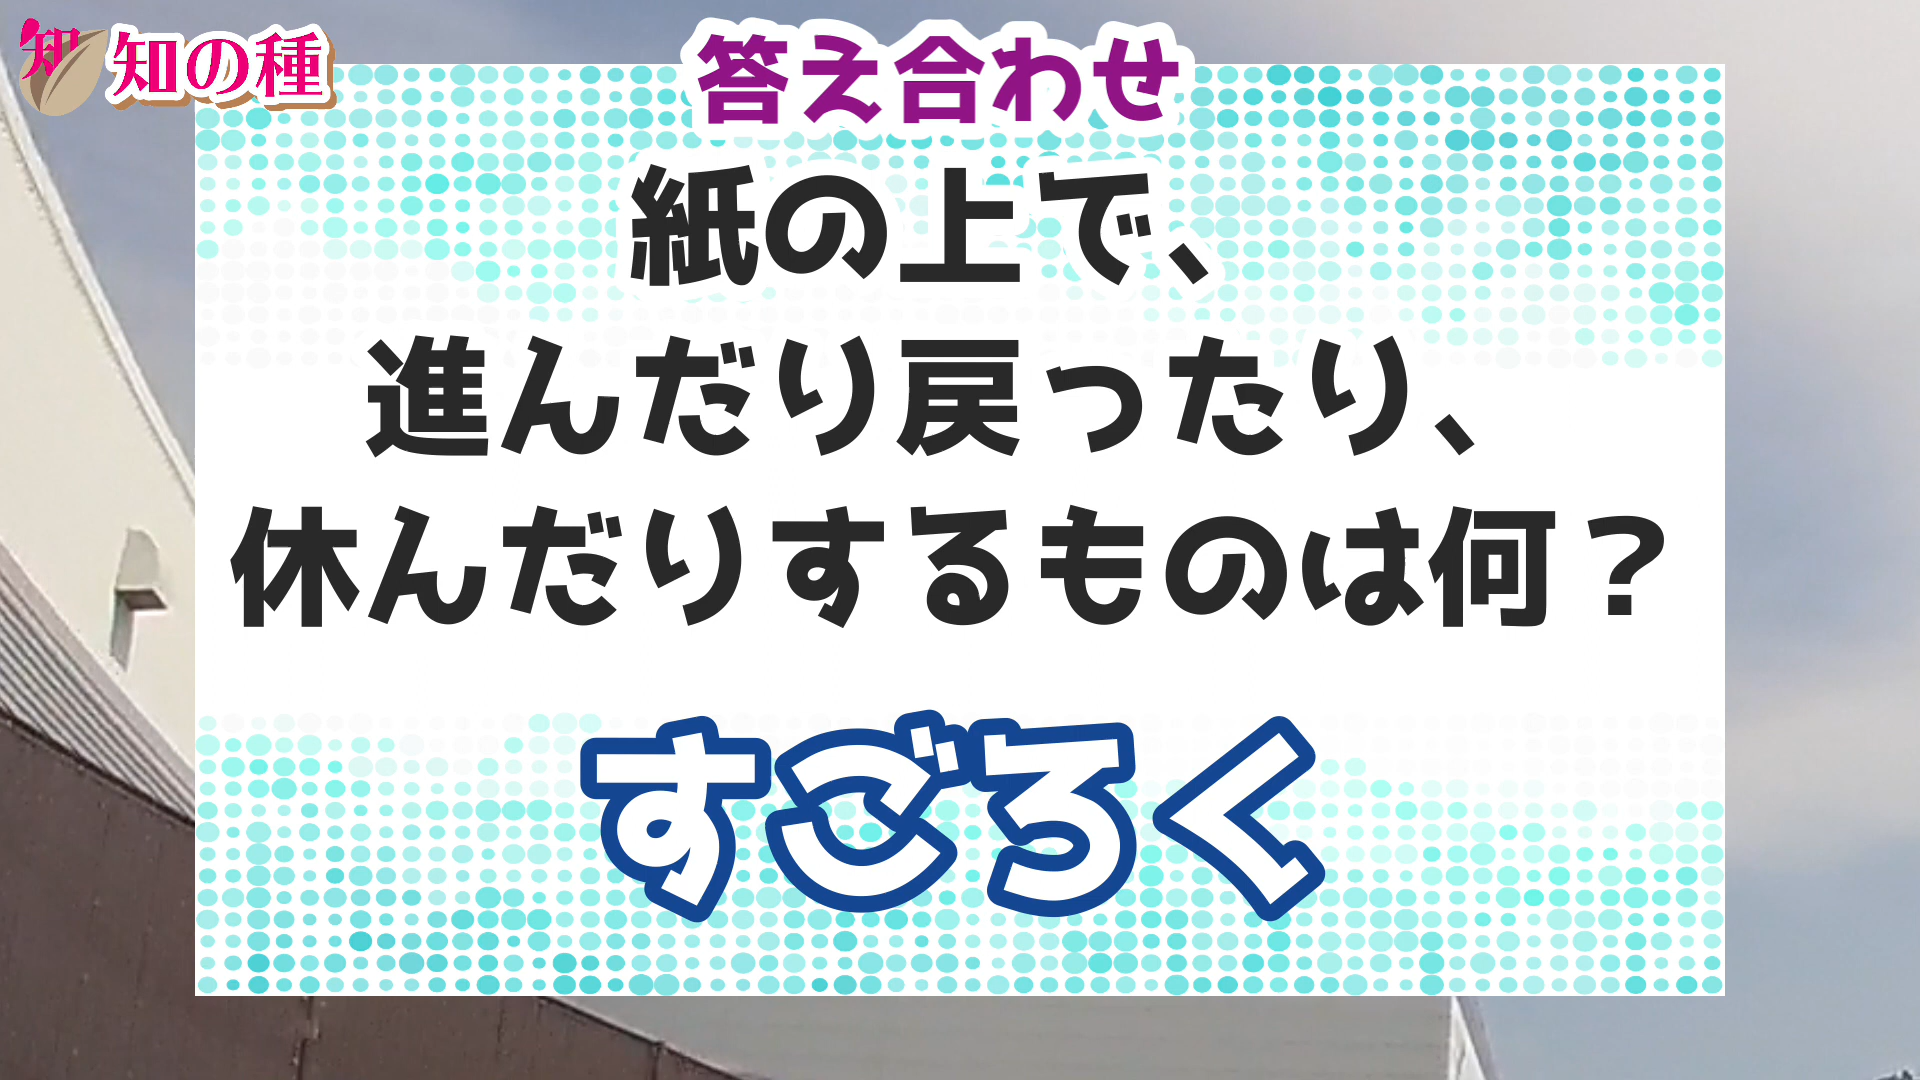 知の種
答え合わせ
紙の上で、
進んだり戻ったり、
休んだりするものは何？
すごろく